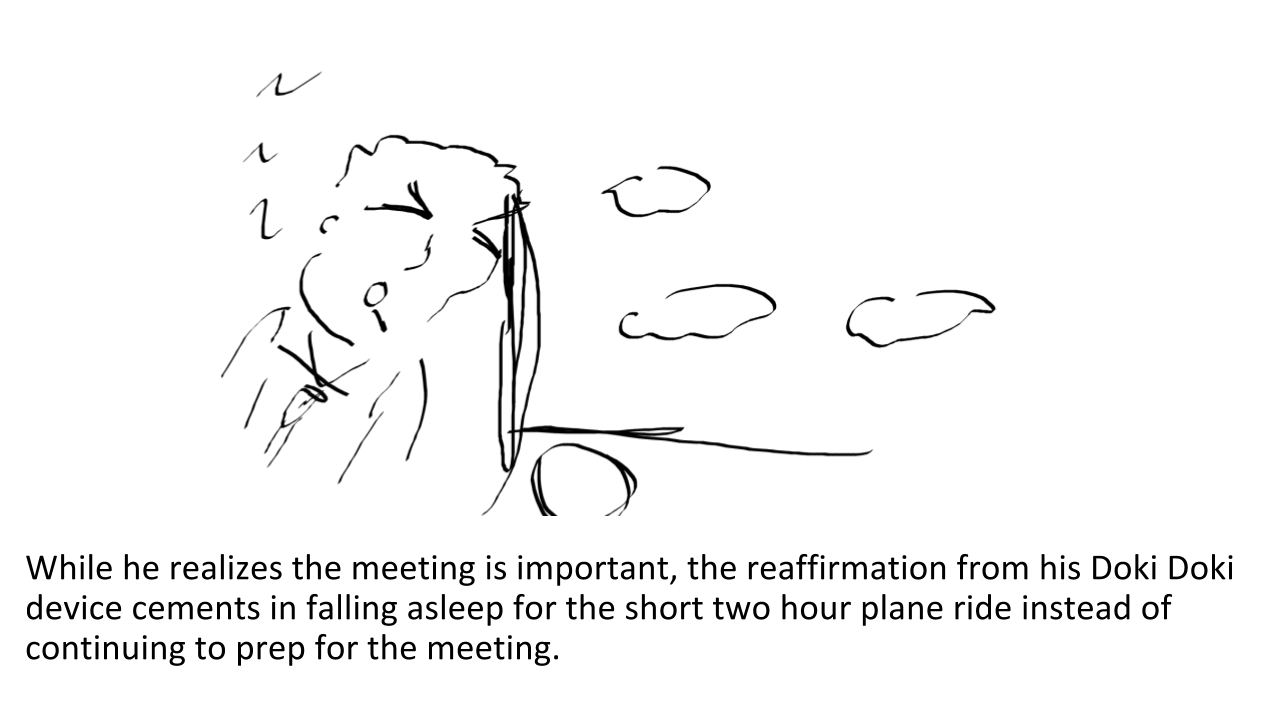 While he realizes the meeting is important, the reaffirmation from his Doki Doki
device cements in falling asleep for the short two hour plane ride instead of
continuing to prep for the meeting.